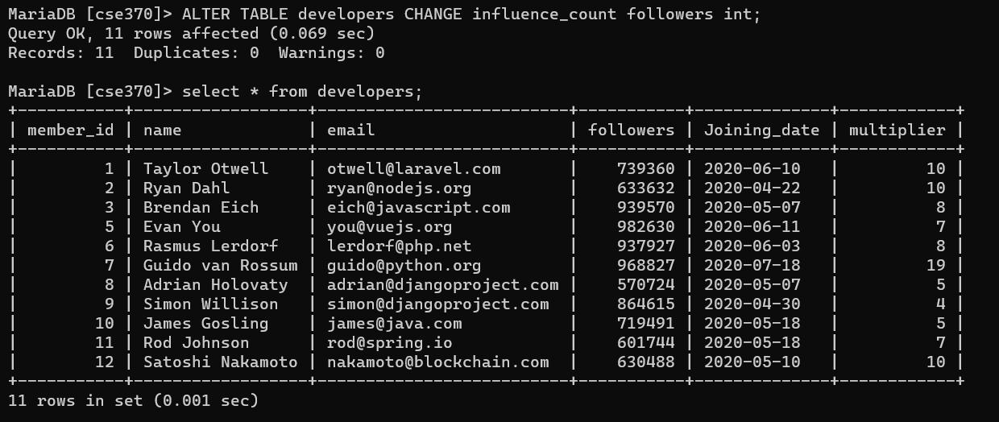 MariaDB [cse370]> ALTER TABLE developers CHANGE influence_count followers int;
Query OK, 11 rows affected (0.069 sec)
Records: 11  Duplicates: 0  Warnings: 0

MariaDB [cse370]> select * from developers;
+-----------+------------------+--------------------------+-----------+--------------+------------+
| member_id | name             | email                    | followers | Joining_date | multiplier |
+-----------+------------------+--------------------------+-----------+--------------+------------+
|         1 | Taylor Otwell    | otwell@laravel.com       |    739360 | 2020-06-10   |         10 |
|         2 | Ryan Dahl        | ryan@nodejs.org          |    633632 | 2020-04-22   |         10 |
|         3 | Brendan Eich     | eich@javascript.com      |    939570 | 2020-05-07   |          8 |
|         5 | Evan You         | you@vuejs.org            |    982630 | 2020-06-11   |          7 |
|         6 | Rasmus Lerdorf   | lerdorf@php.net          |    937927 | 2020-06-03   |          8 |
|         7 | Guido van Rossum | guido@python.org         |    968827 | 2020-07-18   |         19 |
|         8 | Adrian Holovaty  | adrian@djangoproject.com |    570724 | 2020-05-07   |          5 |
|         9 | Simon Willison   | simon@djangoproject.com  |    864615 | 2020-04-30   |          4 |
|        10 | James Gosling    | james@java.com           |    719491 | 2020-05-18   |          5 |
|        11 | Rod Johnson      | rod@spring.io            |    601744 | 2020-05-18   |          7 |
|        12 | Satoshi Nakamoto | nakamoto@blockchain.com  |    630488 | 2020-05-10   |         10 |
+-----------+------------------+--------------------------+-----------+--------------+------------+
11 rows in set (0.001 sec)